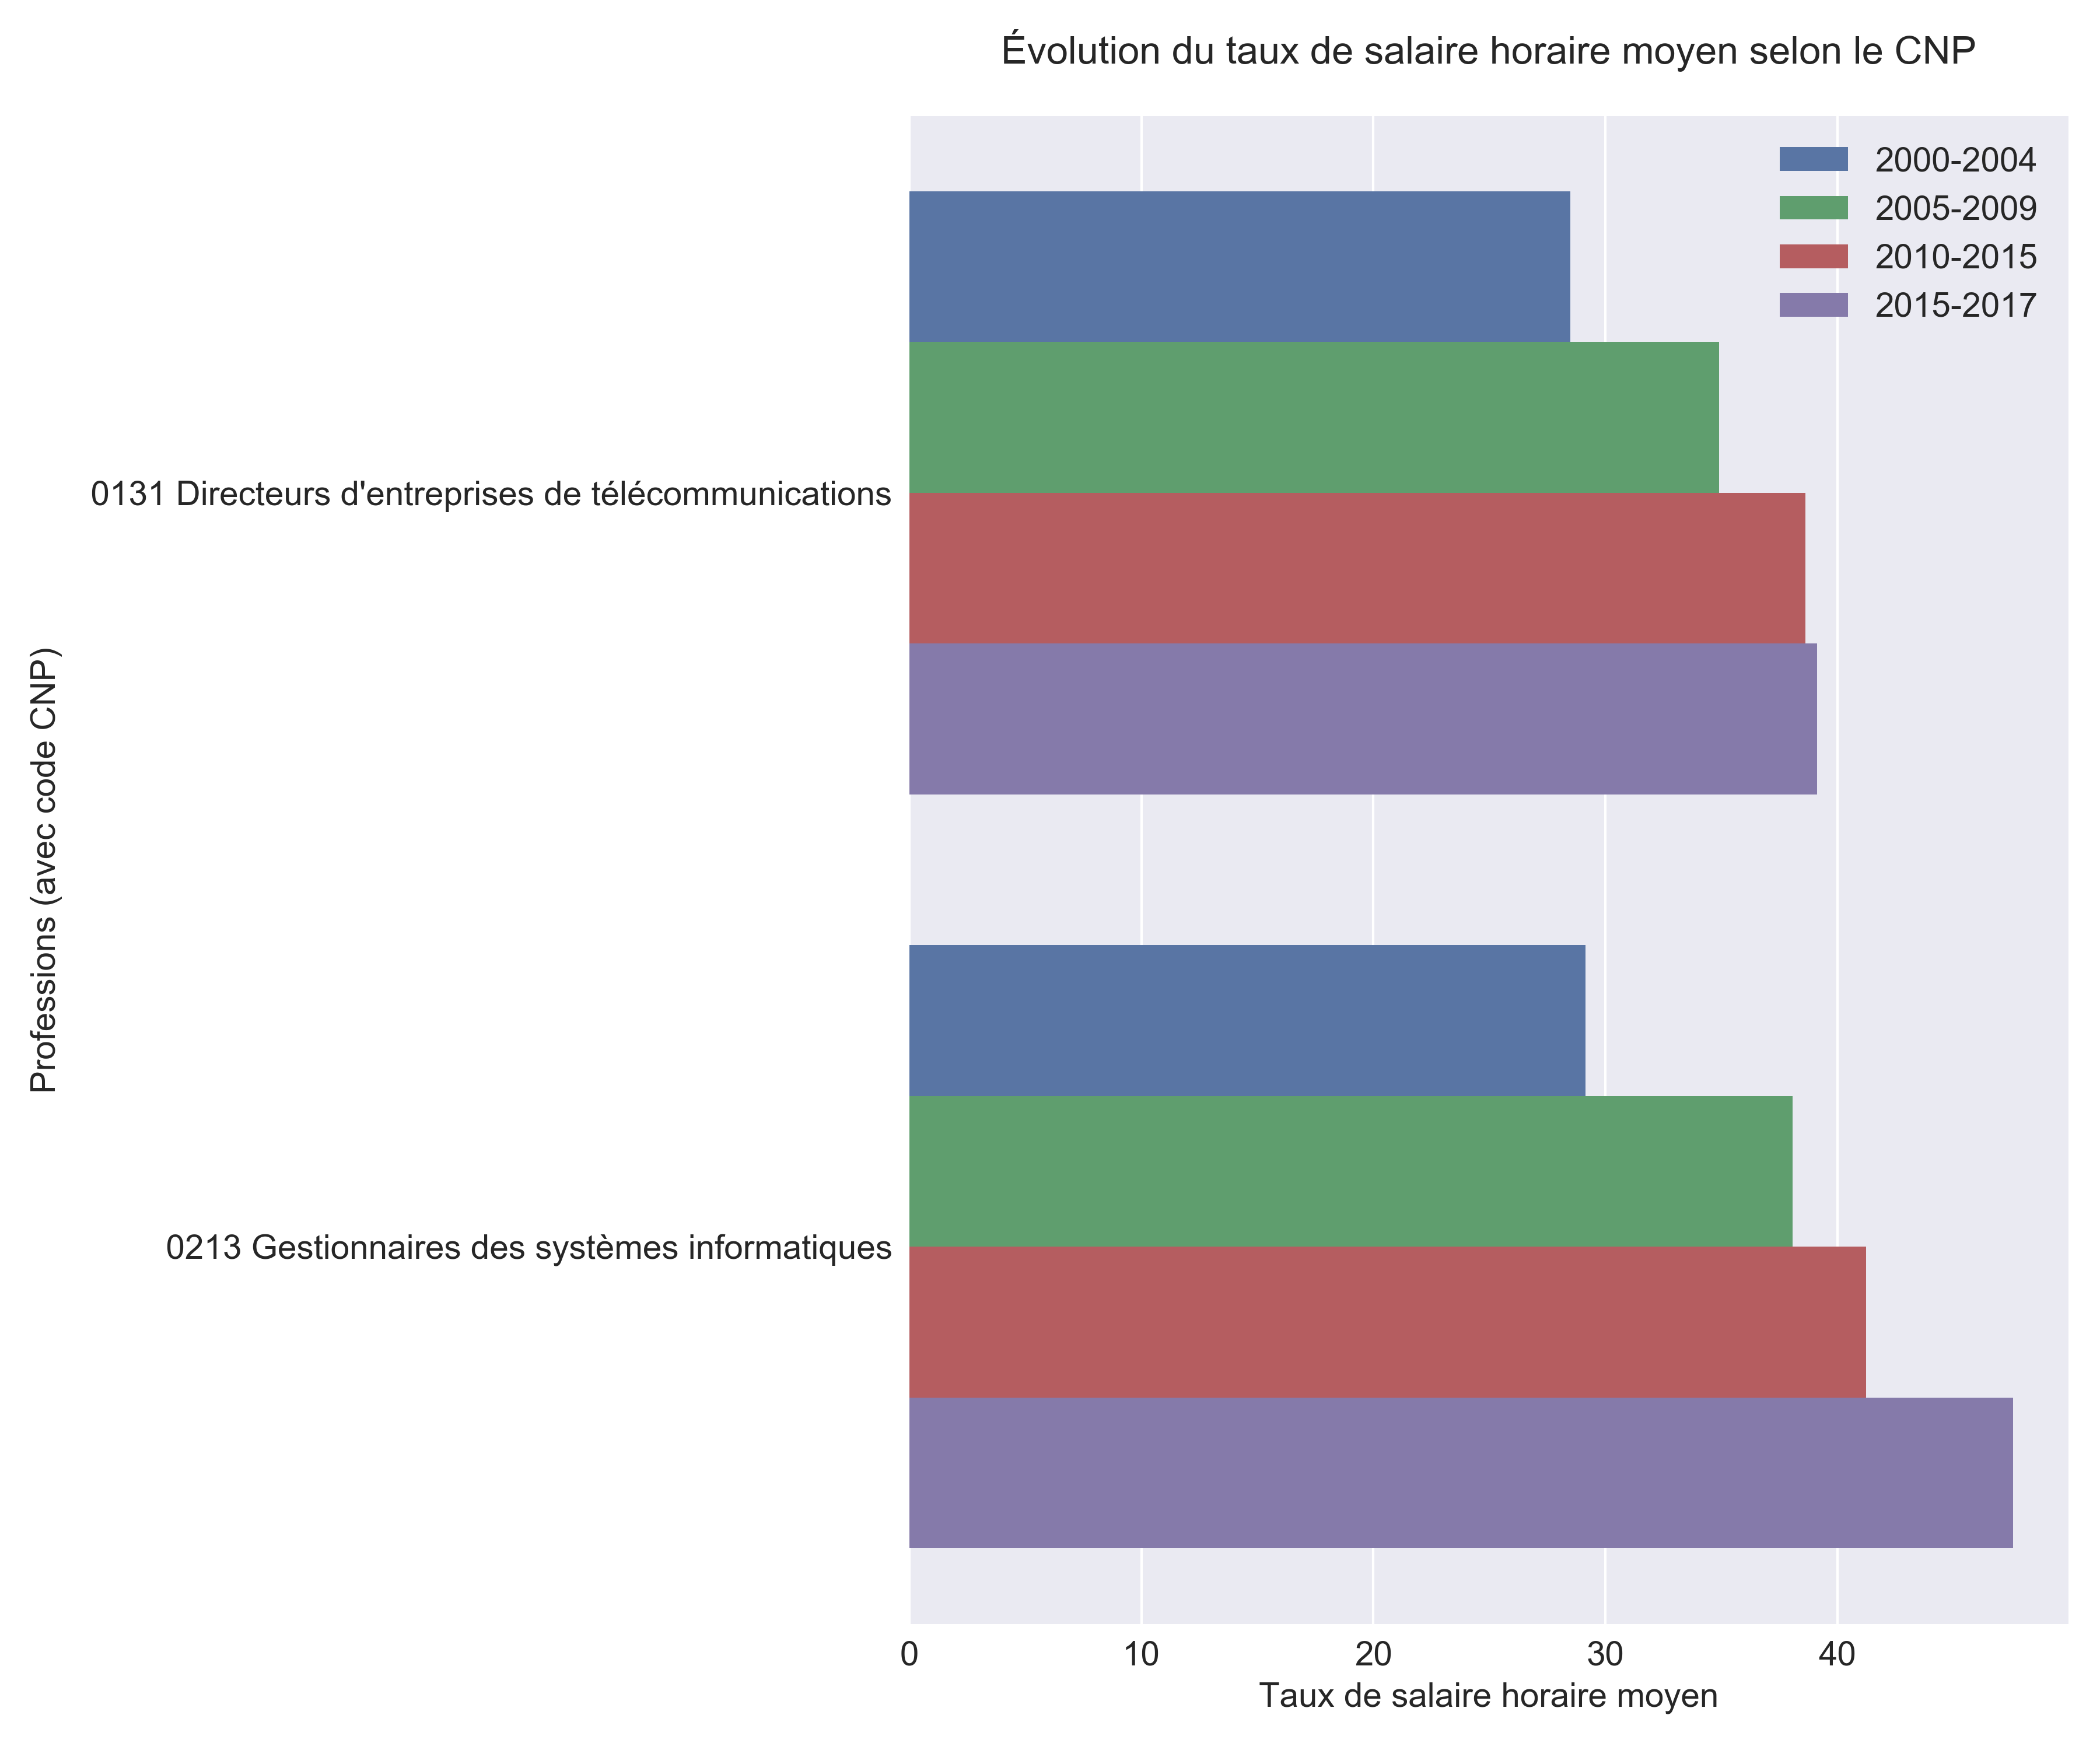 Évolution du taux de salaire horaire moyen selon le CNP
2000-2004
2005-2009
2010-2015
2015-2017
Professions (avec code CNP)
0131 Directeurs d'entreprises de télécommunications
0213 Gestionnaires des systèmes informatiques
0 10 20 30 40
Taux de salaire horaire moyen